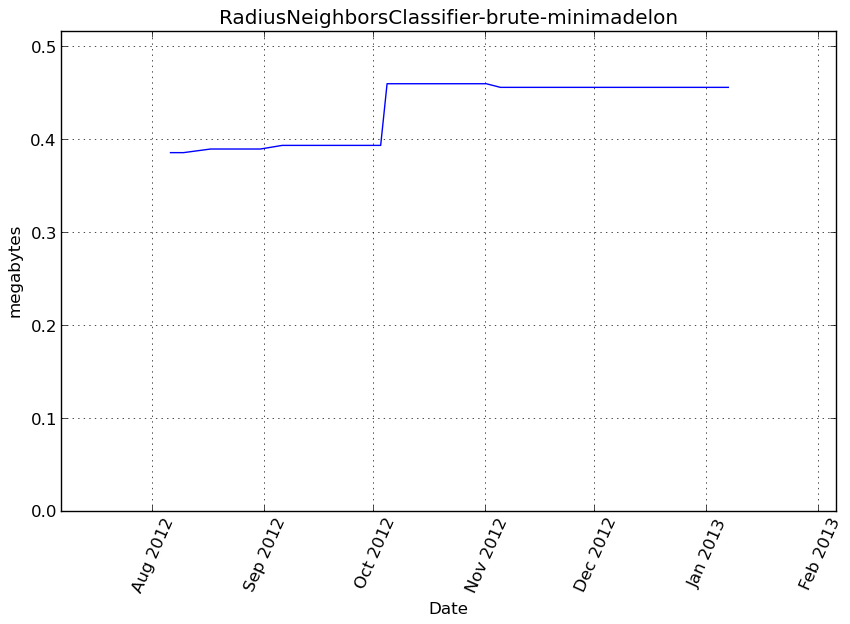 RadiusNeighborsClassifier-brute-minimadelon
0.5
0.4
0.3
0.2
0.1
0.0
megabytes
Aug 2012
Sep 2012
Oct 2012
Nov 2012
Dec 2012
Jan 2013
Feb 2013
Date